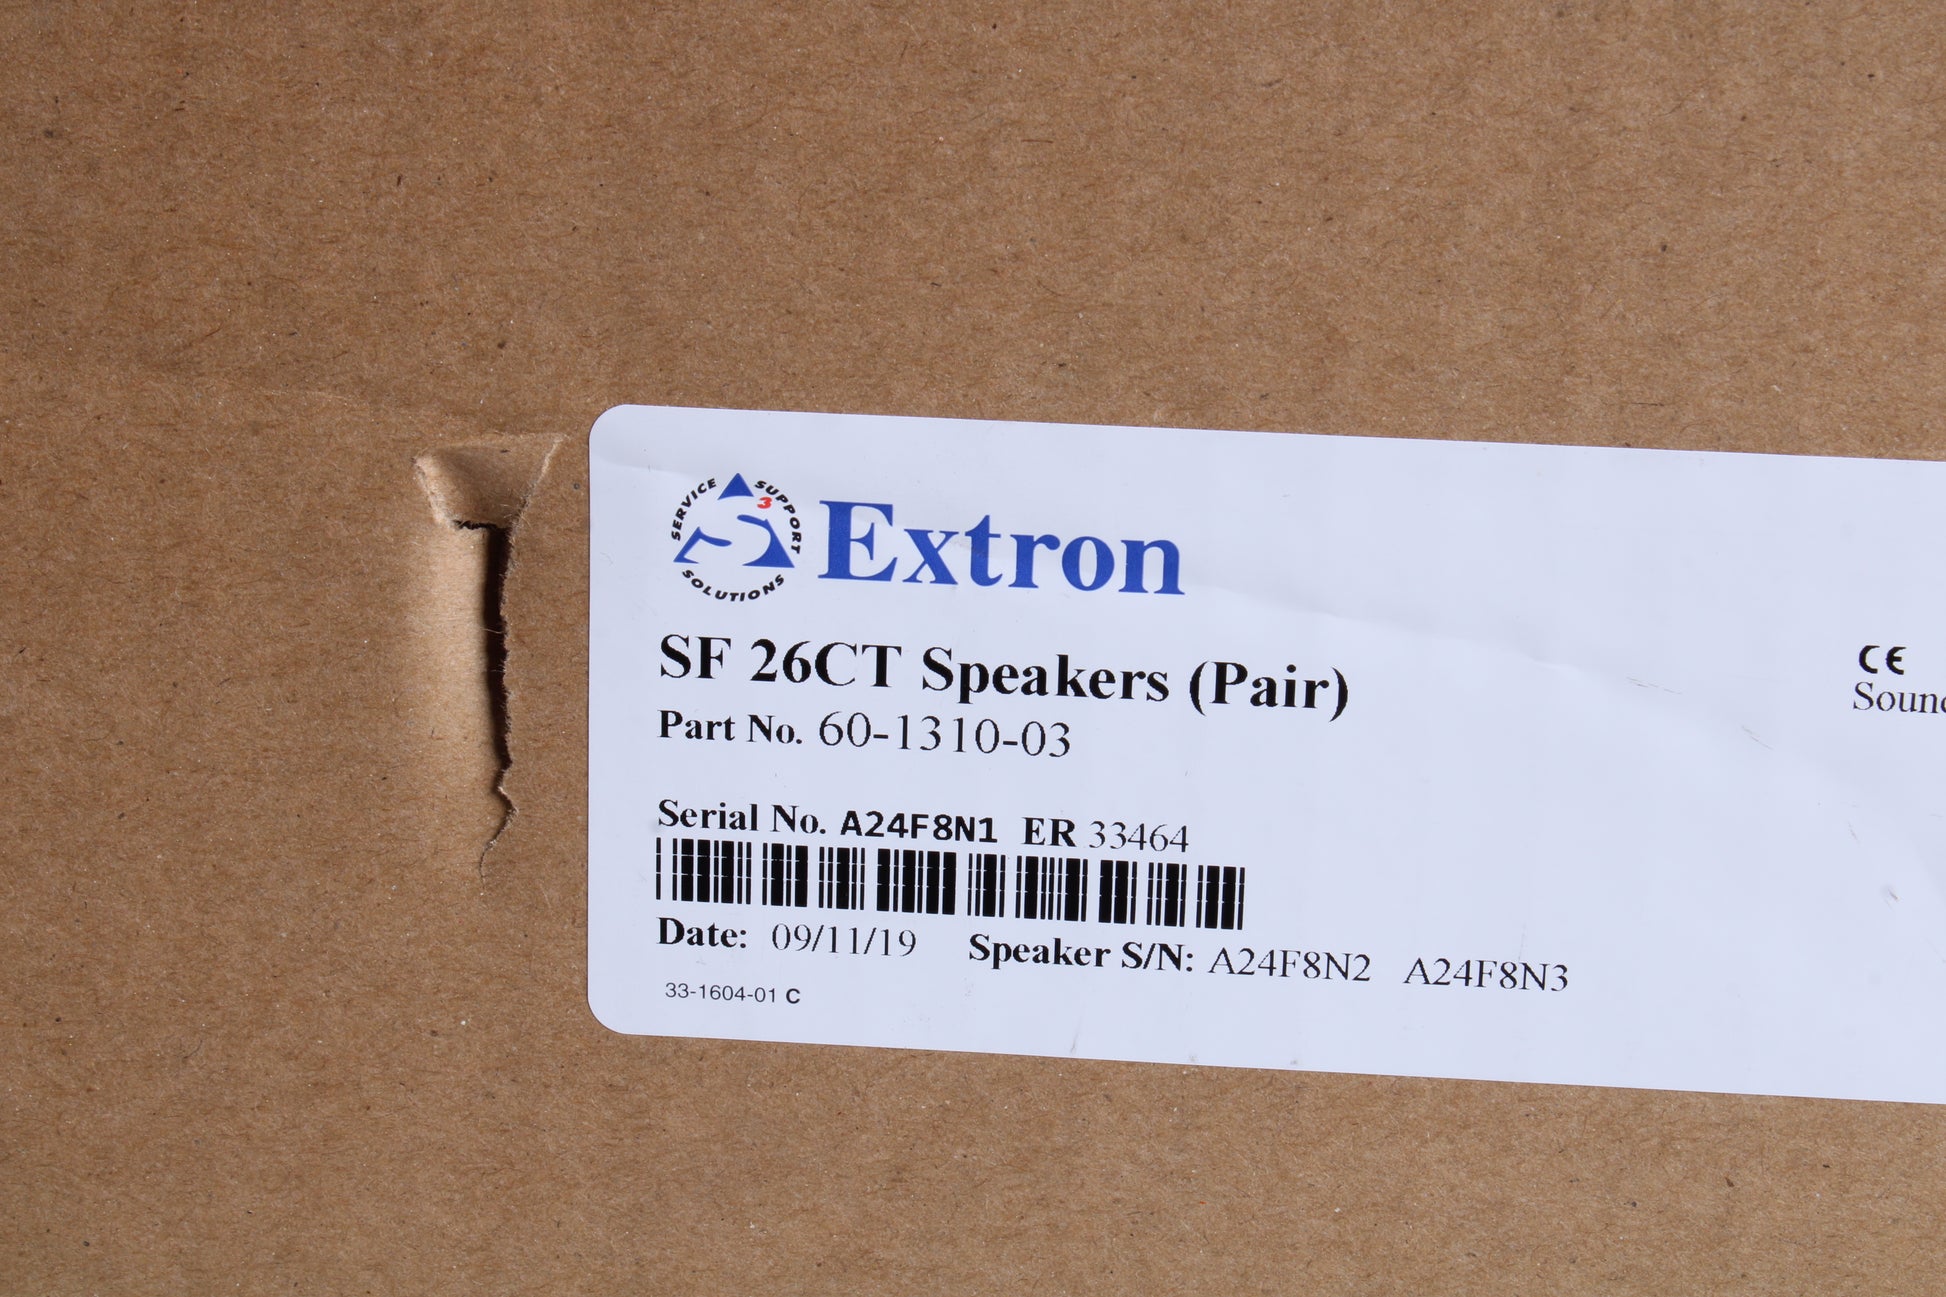 SERVICE SUPPORT SOLUTIONS
3
Extron
SF 26CT Speakers (Pair)
Part No. 60-1310-03
CE
Serial No. A24F8N1 ER 33464
Date: 09/11/19 Speaker S/N: A24F8N2 A24F8N3
33-1604-01 C